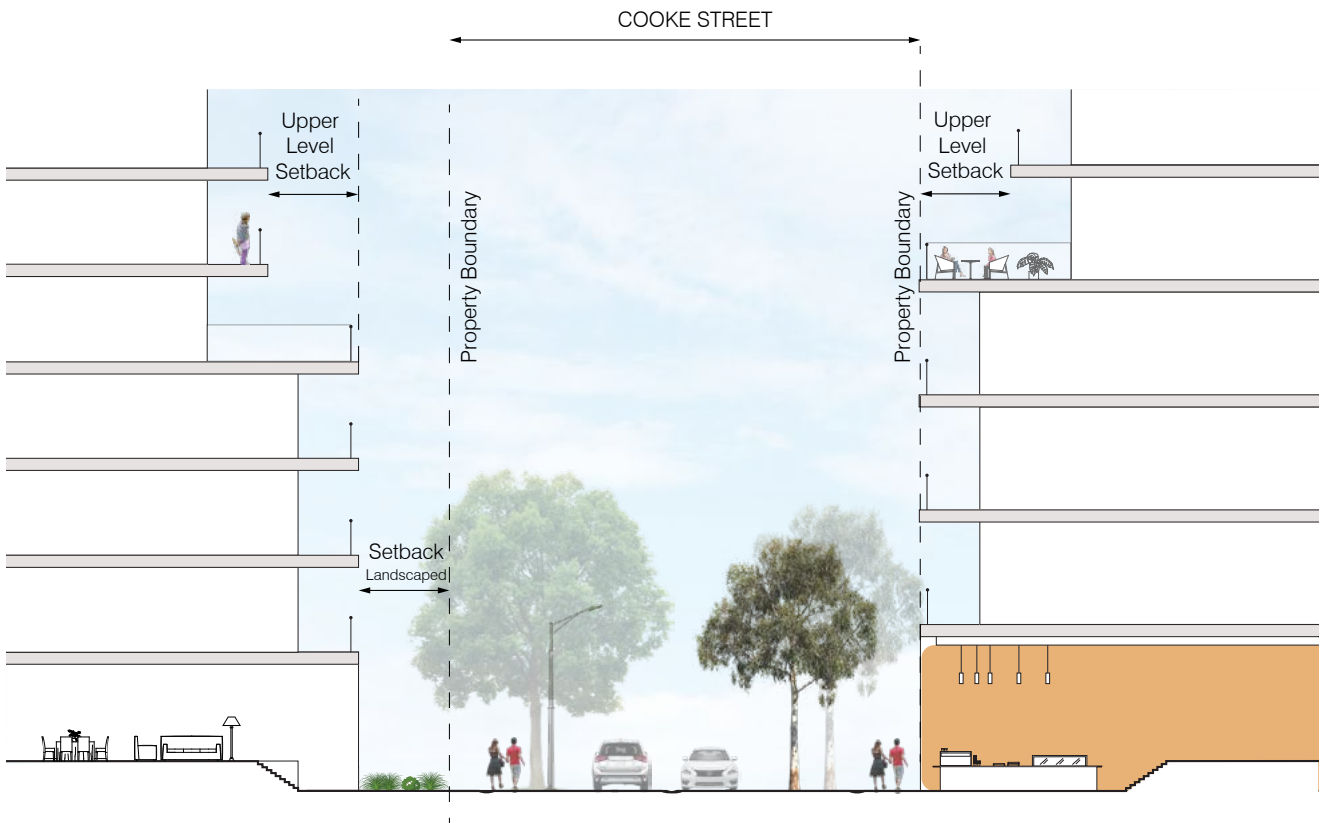 COOKE STREET
Upper
Level
Setback
Upper
Level
Setback
Property Boundary
Property Boundary
Setback
Landscaped